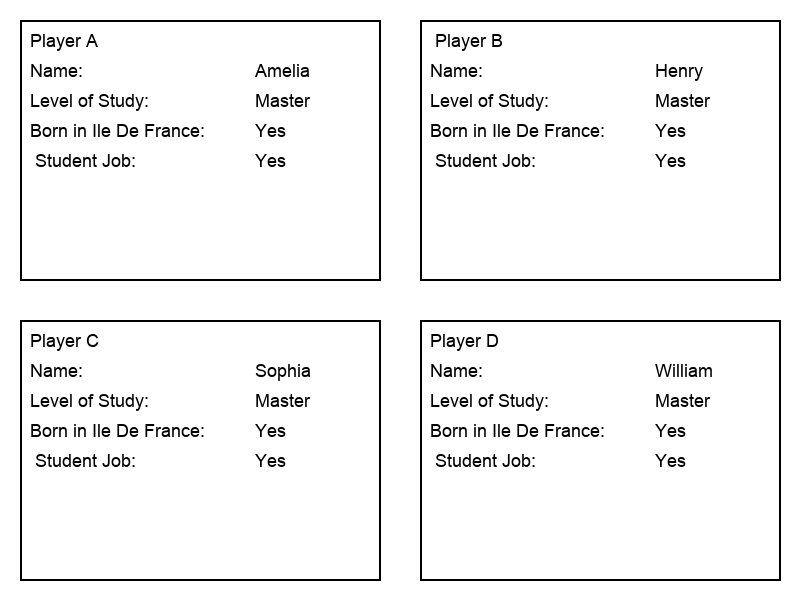 Player A
Name: Amelia
Level of Study: Master
Born in Ile De France: Yes
Student Job: Yes
Player B
Name: Henry
Level of Study: Master
Born in Ile De France: Yes
Student Job: Yes
Player C
Name: Sophia
Level of Study: Master
Born in Ile De France: Yes
Student Job: Yes
Player D
Name: William
Level of Study: Master
Born in Ile De France: Yes
Student Job: Yes